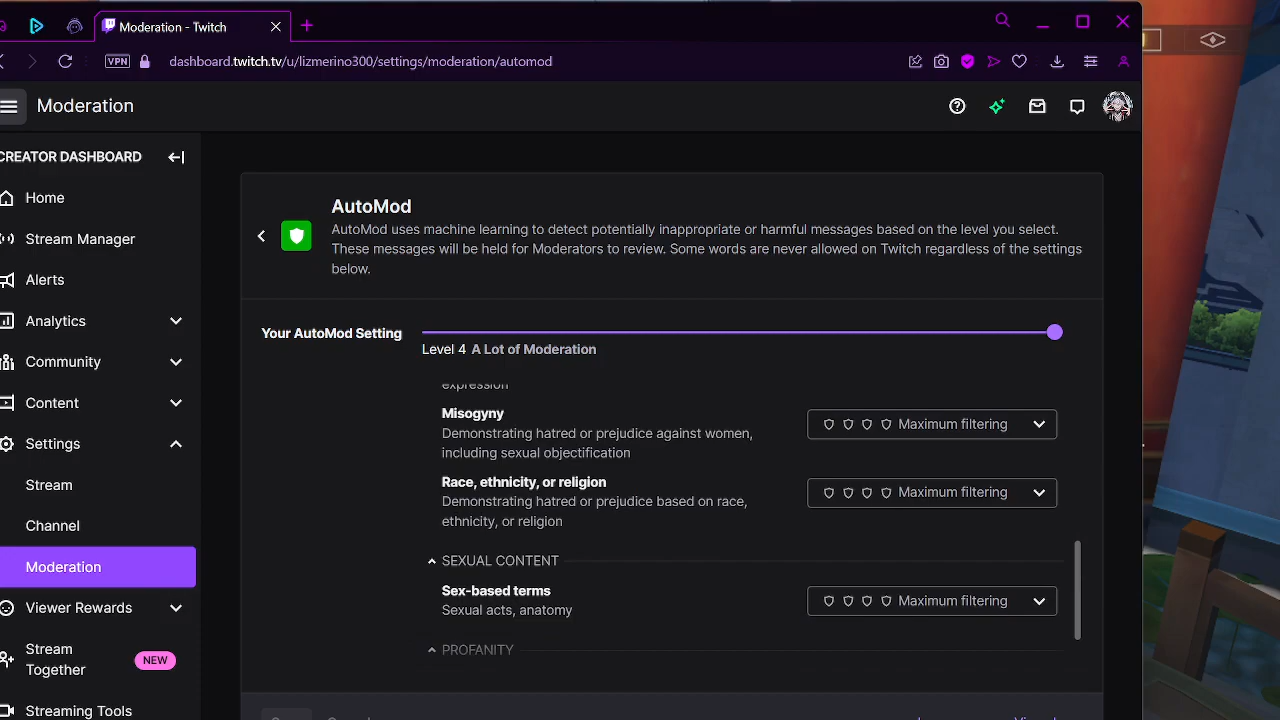 Moderation - Twitch
VPN
dashboard.twitch.tv/u/lizmerino300/settings/moderation/automod
Moderation
CREATOR DASHBOARD
Home
Stream Manager
Alerts
Analytics
Community
Content
Settings
Stream
Channel
Moderation
Viewer Rewards
Stream
Together
NEW
Streaming Tools
AutoMod
AutoMod uses machine learning to detect potentially inappropriate or harmful messages based on the level you select.
These messages will be held for Moderators to review. Some words are never allowed on Twitch regardless of the settings
below.
Your AutoMod Setting
Level 4 A Lot of Moderation
expression
Misogyny
Demonstrating hatred or prejudice against women,
including sexual objectification
Maximum filtering
Race, ethnicity, or religion
Demonstrating hatred or prejudice based on race,
ethnicity, or religion
Maximum filtering
SEXUAL CONTENT
Sex-based terms
Sexual acts, anatomy
Maximum filtering
PROFANITY